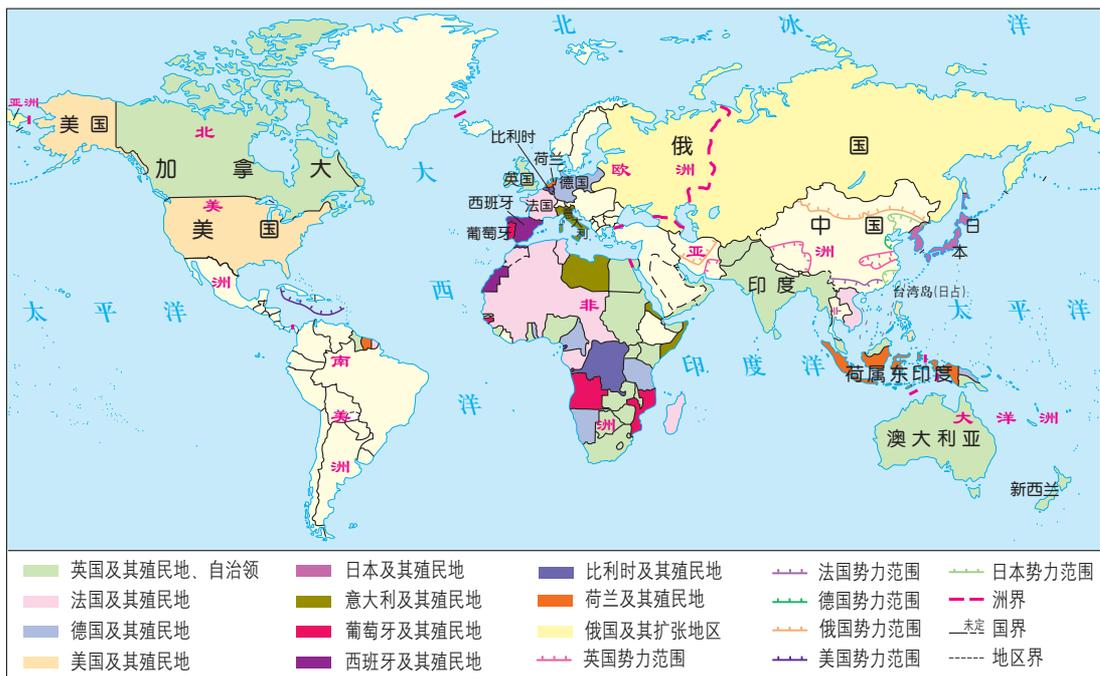 北 冰 洋
亚洲
美 国
北
加 拿 大
美
美 国
洲
大
西
洋
太 平 洋
南
美
洲
比利时
荷兰
英国
德国
西班牙
法国
葡萄牙
意
大
利
欧 洲
俄 国
亚 洲
中 国
日
本
印 度
台湾岛(日占)
太 平 洋
非
洲
印 度 洋
荷属东印度
大 洋 洲
澳大利亚
新西兰
英国及其殖民地、自治领
日本及其殖民地
比利时及其殖民地
法国势力范围
日本势力范围
法国及其殖民地
意大利及其殖民地
荷兰及其殖民地
德国势力范围
洲界
德国及其殖民地
葡萄牙及其殖民地
俄国及其扩张地区
俄国势力范围
未定 国界
美国及其殖民地
西班牙及其殖民地
英国势力范围
美国势力范围
地区界